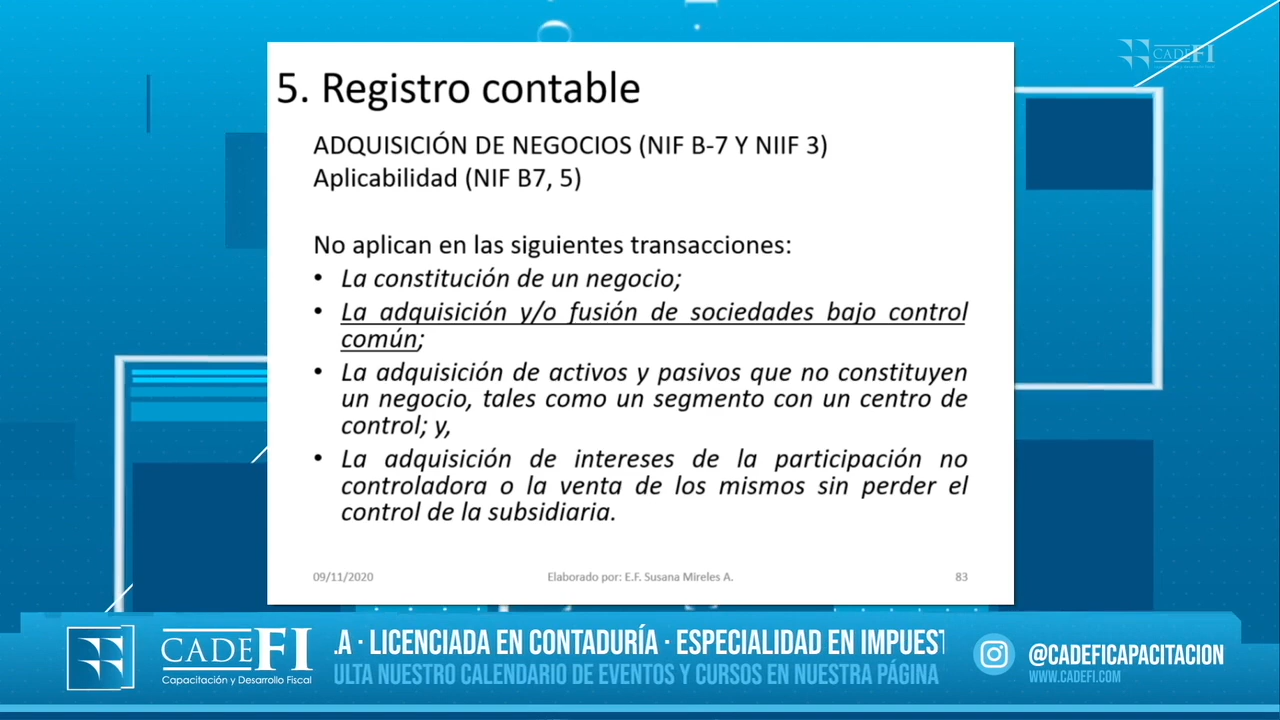 CADEFI
5. Registro contable
ADQUISICIÓN DE NEGOCIOS (NIF B-7 Y NIIF 3)
Aplicabilidad (NIF B7, 5)
No aplican en las siguientes transacciones:
• La constitución de un negocio;
• La adquisición y/o fusión de sociedades bajo control
común;
• La adquisición de activos y pasivos que no constituyen
un negocio, tales como un segmento con un centro de
control; y,
• La adquisición de intereses de la participación no
controladora o la venta de los mismos sin perder el
control de la subsidiaria.
09/11/2020 Elaborado por: E.F. Susana Mireles A. 83
CADEFI
Capacitación y Desarrollo Fiscal
.A · LICENCIADA EN CONTADURÍA · ESPECIALIDAD EN IMPUEST
ULTA NUESTRO CALENDARIO DE EVENTOS Y CURSOS EN NUESTRA PÁGINA
@CADEFICAPACITACION
WWW.CADEFI.COM